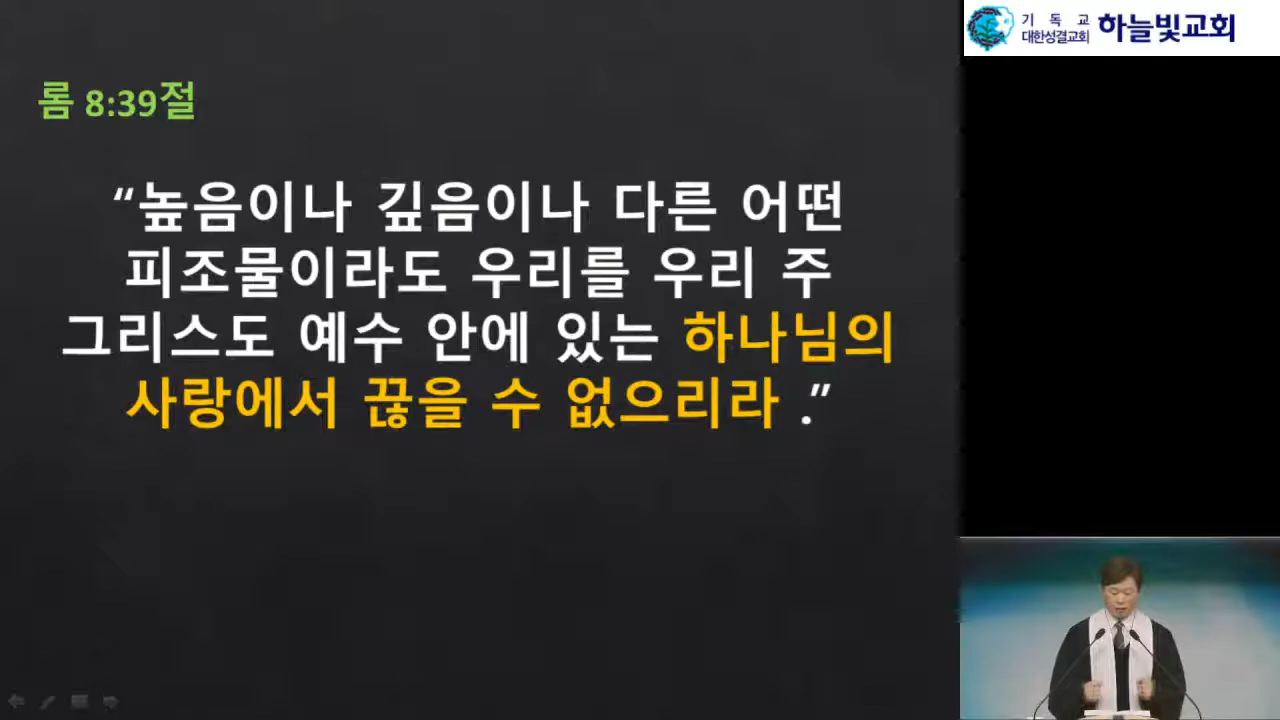 롬 8:39절
“높음이나 깊음이나 다른 어떤
피조물이라도 우리를 우리 주
그리스도 예수 안에 있는 하나님의
사랑에서 끊을 수 없으리라 .”
기 독 교
대한성결교회 하늘빛교회